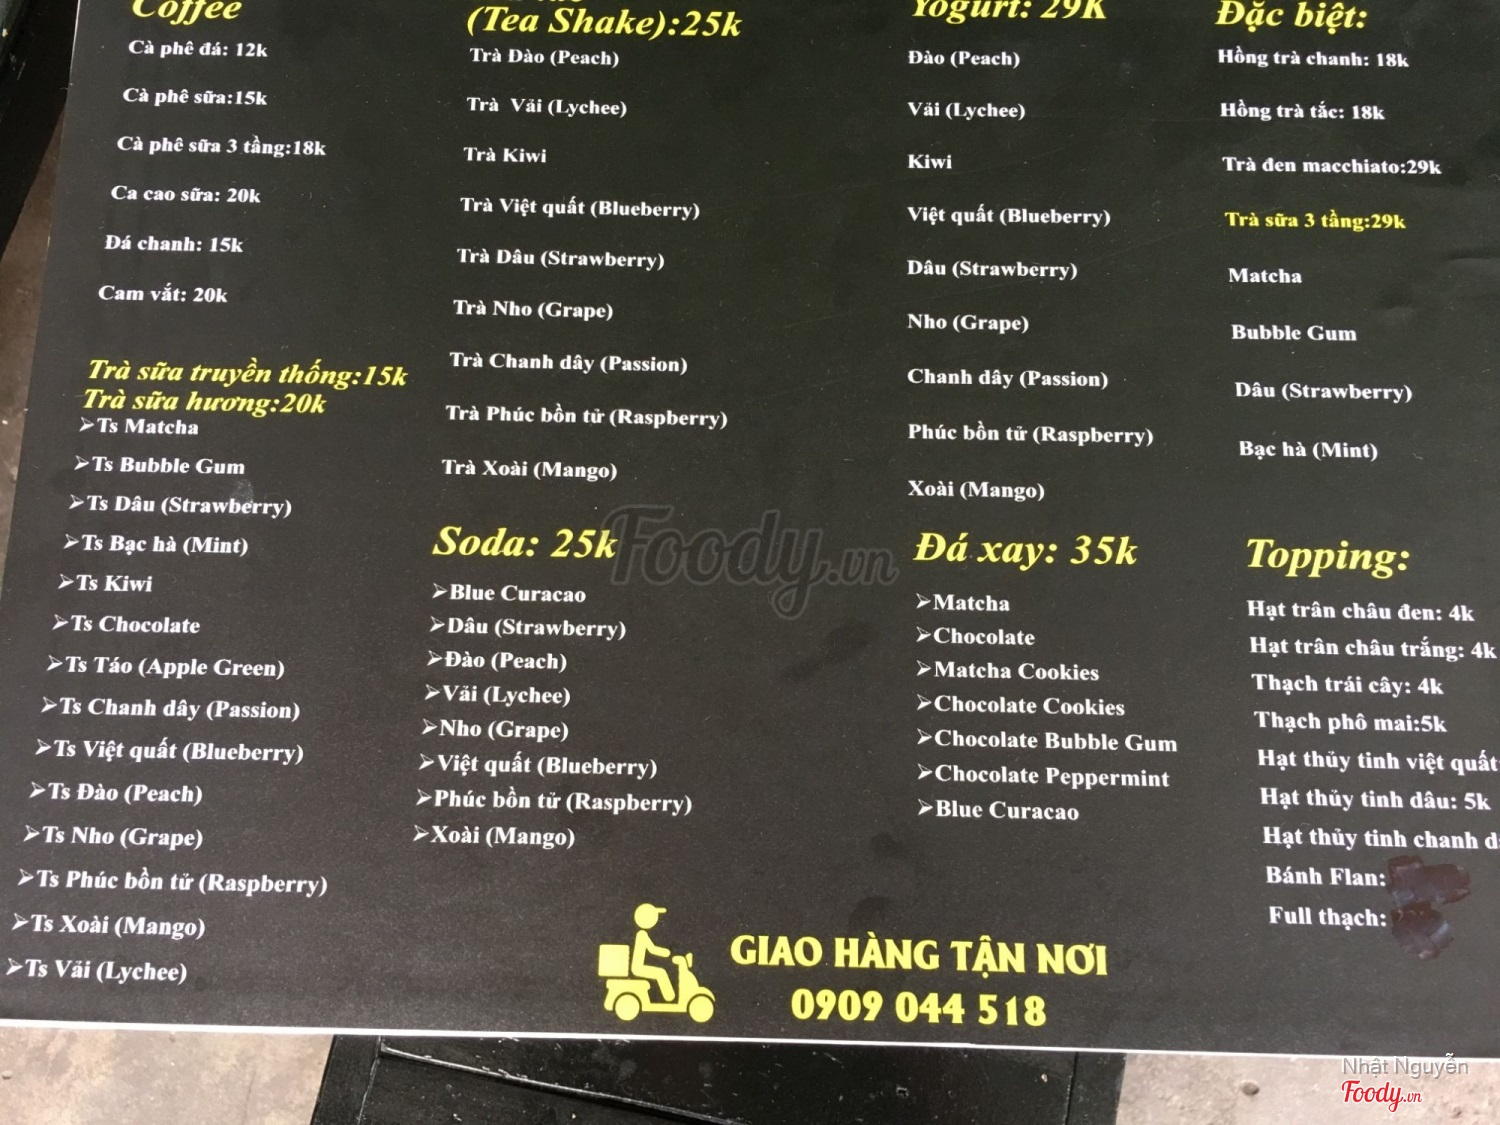 Coffee
Cà phê đá: 12k
Cà phê sữa:15k
Cà phê sữa 3 tầng:18k
Ca cao sữa: 20k
Đá chanh: 15k
Cam vắt: 20k
Trà sữa truyền thống:15k
Trà sữa hương:20k
➢Ts Matcha
➢Ts Bubble Gum
➢Ts Dâu (Strawberry)
➢Ts Bạc hà (Mint)
➢Ts Kiwi
➢Ts Chocolate
➢Ts Táo (Apple Green)
➢Ts Chanh dây (Passion)
➢Ts Việt quất (Blueberry)
➢Ts Đào (Peach)
➢Ts Nho (Grape)
➢Ts Phúc bồn tử (Raspberry)
➢Ts Xoài (Mango)
➢Ts Vải (Lychee)
(Tea Shake):25k
Trà Đào (Peach)
Trà Vải (Lychee)
Trà Kiwi
Trà Việt quất (Blueberry)
Trà Dâu (Strawberry)
Trà Nho (Grape)
Trà Chanh dây (Passion)
Trà Phúc bồn tử (Raspberry)
Trà Xoài (Mango)
Soda: 25k
➢Blue Curacao
➢Dâu (Strawberry)
➢Đào (Peach)
➢Vải (Lychee)
➢Nho (Grape)
➢Việt quất (Blueberry)
➢Phúc bồn tử (Raspberry)
➢Xoài (Mango)
Yogurt: 29K
Đào (Peach)
Vải (Lychee)
Kiwi
Việt quất (Blueberry)
Dâu (Strawberry)
Nho (Grape)
Chanh dây (Passion)
Phúc bồn tử (Raspberry)
Xoài (Mango)
Đá xay: 35k
➢Matcha
➢Chocolate
➢Matcha Cookies
➢Chocolate Cookies
➢Chocolate Bubble Gum
➢Chocolate Peppermint
➢Blue Curacao
Đặc biệt:
Hồng trà chanh: 18k
Hồng trà tắc: 18k
Trà đen macchiato:29k
Trà sữa 3 tầng:29k
Matcha
Bubble Gum
Dâu (Strawberry)
Bạc hà (Mint)
Topping:
Hạt trân châu đen: 4k
Hạt trân châu trắng: 4k
Thạch trái cây: 4k
Thạch phô mai:5k
Hạt thủy tinh việt quất
Hạt thủy tinh dâu: 5k
Hạt thủy tinh chanh
Bánh Flan:
Full thạch:
GIAO HÀNG TẬN NƠI
0909 044 518
Foody.vn
Nhật Nguyễn
Foody.vn